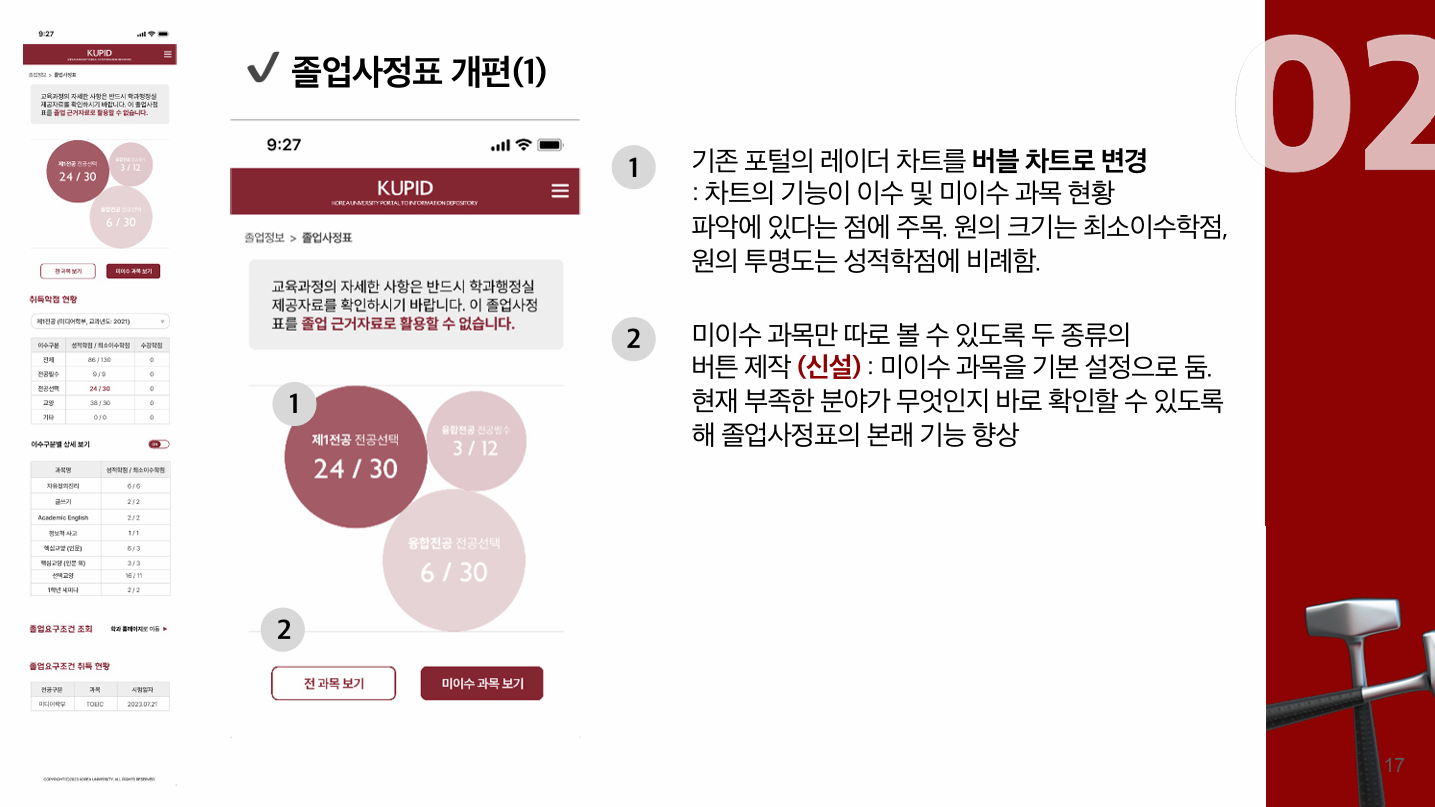 9:27
KUPID
KOREA UNIVERSITY PORTAL TO INFORMATION DEPOSITORY
졸업정보 > 졸업사정표
교육과정의 자세한 사항은 반드시 학과행정실
제공자료를 확인하시기 바랍니다. 이 졸업사정
표를 졸업 근거자료로 활용할 수 없습니다.
제1전공 전공선택
24 / 30
융합전공 전공필수
3 / 12
융합전공 전공선택
6 / 30
전 과목 보기
미이수 과목 보기
취득학점 현황
제1전공 (미디어학부, 교과년도: 2021)
이수구분 성적학점 / 최소이수학점 수강학점
전체 86 / 130 0
전공필수 9 / 9 0
전공선택 24 / 30 0
교양 38 / 30 0
기타 0 / 0 0
이수구분별 상세 보기
ON
과목명 성적학점 / 최소이수학점
자유정의진리 6 / 6
글쓰기 2 / 2
Academic English 2 / 2
정보적 사고 1 / 1
핵심교양 (인문) 6 / 3
핵심교양 (인문 외) 3 / 3
선택교양 16 / 11
1학년 세미나 2 / 2
졸업요구조건 조회 학과 홈페이지로 이동 ▶
졸업요구조건 취득 현황
전공구분 과목 시험일자
미디어학부 TOEIC 2023.07.21
COPYRIGHT(C)2023 KOREA UNIVERSITY. ALL RIGHTS RESERVED.
✓ 졸업사정표 개편(1)
9:27
KUPID
KOREA UNIVERSITY PORTAL TO INFORMATION DEPOSITORY
졸업정보 > 졸업사정표
교육과정의 자세한 사항은 반드시 학과행정실
제공자료를 확인하시기 바랍니다. 이 졸업사정
표를 졸업 근거자료로 활용할 수 없습니다.
1
제1전공 전공선택
24 / 30
융합전공 전공필수
3 / 12
융합전공 전공선택
6 / 30
2
전 과목 보기
미이수 과목 보기
1
기존 포털의 레이더 차트를 버블 차트로 변경
: 차트의 기능이 이수 및 미이수 과목 현황
파악에 있다는 점에 주목. 원의 크기는 최소이수학점,
원의 투명도는 성적학점에 비례함.
2
미이수 과목만 따로 볼 수 있도록 두 종류의
버튼 제작 (신설) : 미이수 과목을 기본 설정으로 둠.
현재 부족한 분야가 무엇인지 바로 확인할 수 있도록
해 졸업사정표의 본래 기능 향상
02
17